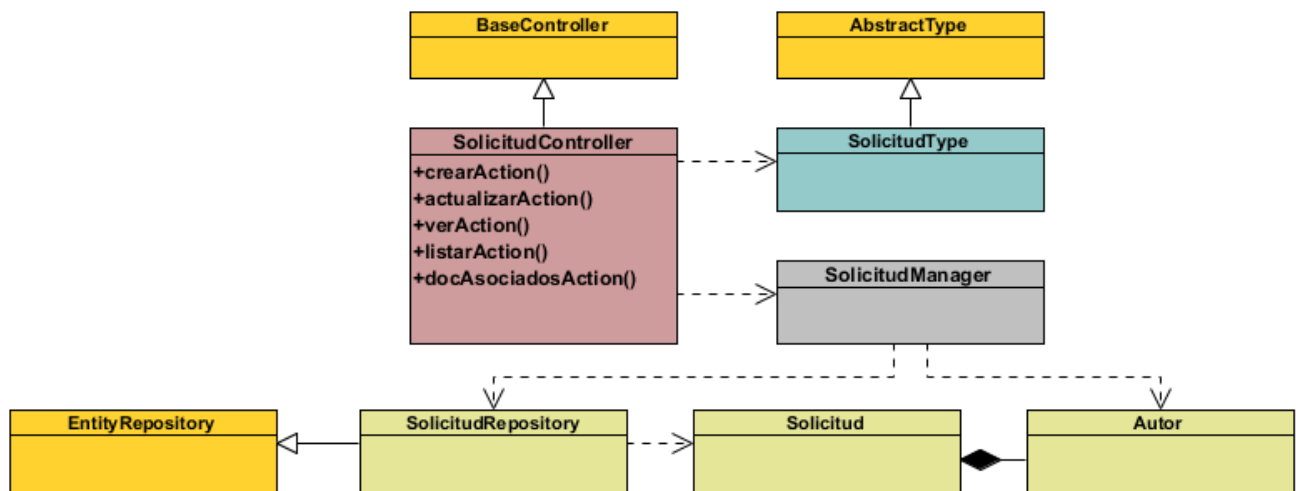 BaseController
AbstractType
SolicitudController
+crearAction()
+actualizarAction()
+verAction()
+listarAction()
+docAsociadosAction()
SolicitudType
SolicitudManager
EntityRepository
SolicitudRepository
Solicitud
Autor